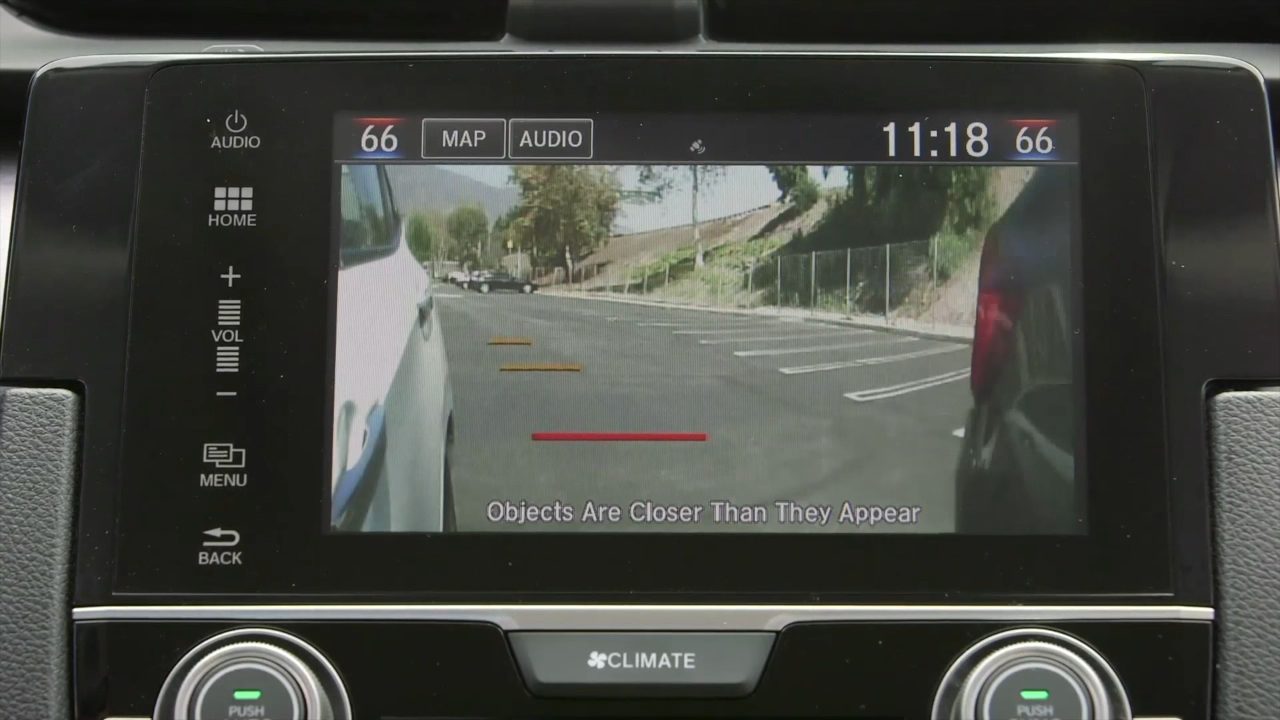 AUDIO
HOME
+
VOL
−
MENU
BACK
66 MAP AUDIO 11:18 66
Objects Are Closer Than They Appear
CLIMATE
PUSH
PUSH